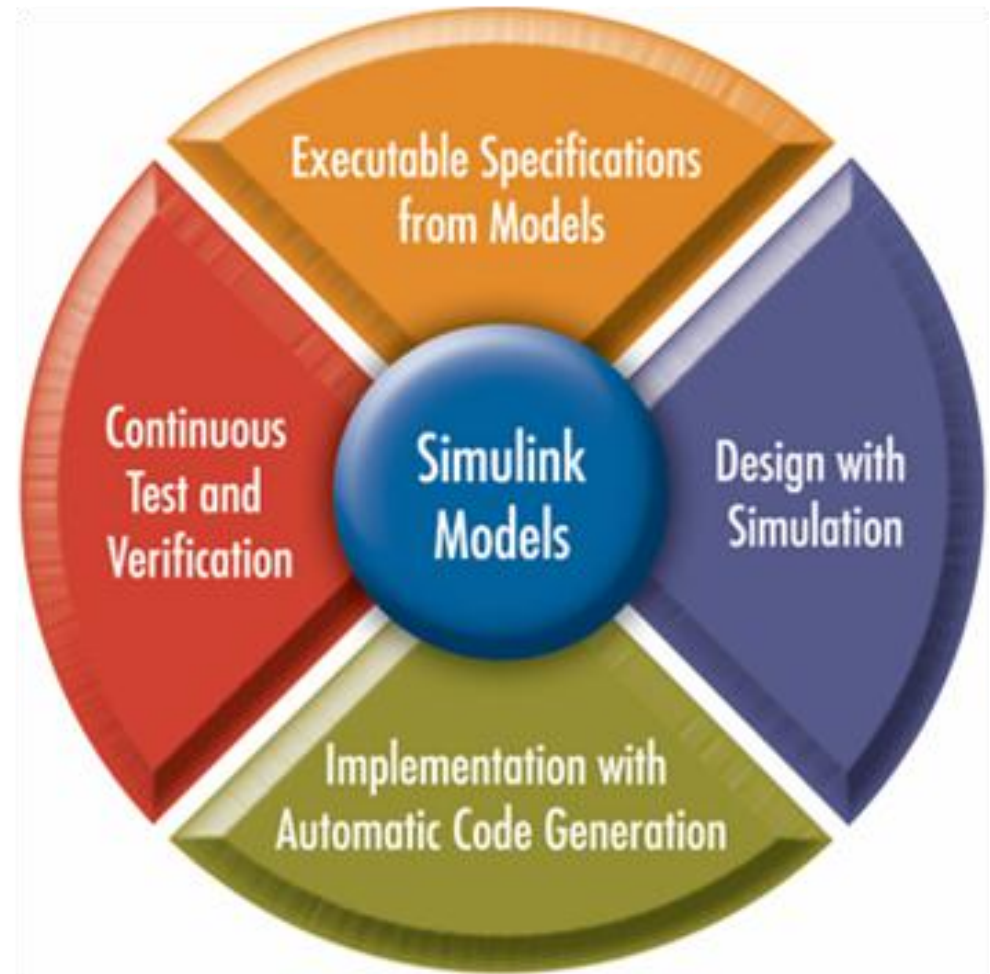 Executable Specifications
from Models
Continuous
Test and
Verification
Simulink
Models
Design with
Simulation
Implementation with
Automatic Code Generation